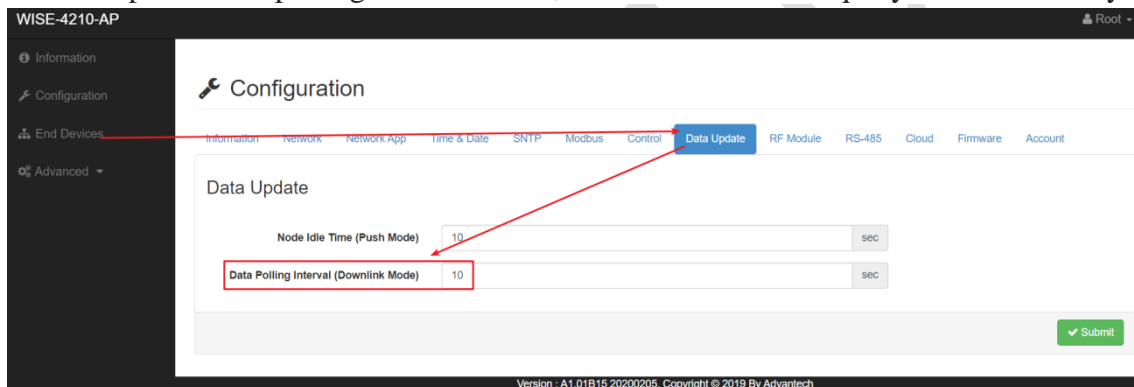 WISE-4210-AP
Root
Information
Configuration
End Devices
Advanced
Configuration
Information Network Network App Time & Date SNTP Modbus Control Data Update RF Module RS-485 Cloud Firmware Account
Data Update
Node Idle Time (Push Mode) 10 sec
Data Polling Interval (Downlink Mode) 10 sec
Submit
Version : A1.01B15 20200205. Copyright © 2019 By Advantech